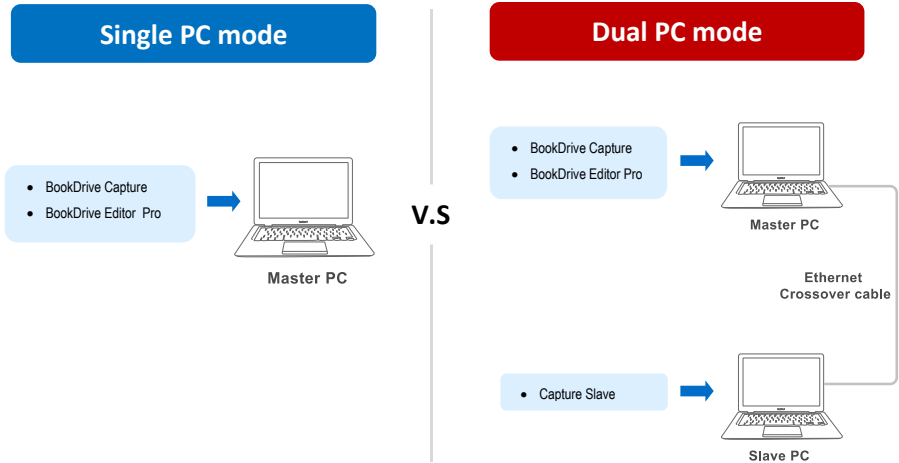 Single PC mode
• BookDrive Capture
• BookDrive Editor Pro
Master PC
V.S
Dual PC mode
• BookDrive Capture
• BookDrive Editor Pro
Master PC
Ethernet
Crossover cable
• Capture Slave
Slave PC